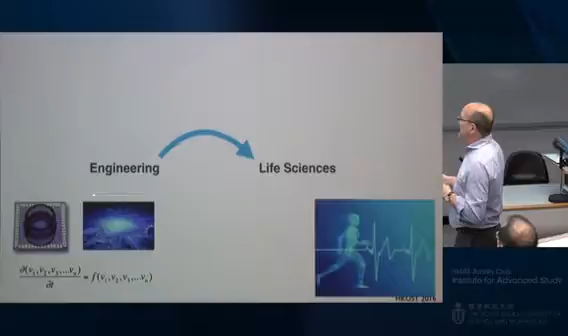 Engineering
Life Sciences
∂(v₁,v₂,v₃,...vₙ)/∂t = f(v₁,v₂,v₃,...vₙ)
HKUST 2016
HKUST Jockey Club
Institute for Advanced Study